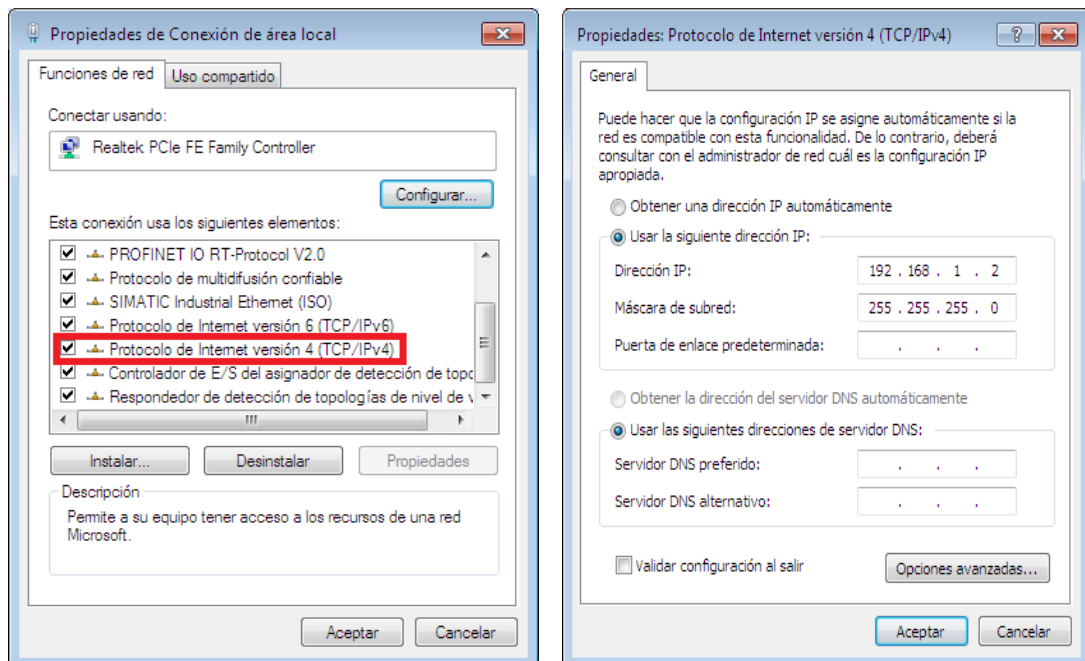 Propiedades de Conexión de área local
Funciones de red
Uso compartido
Conectar usando:
Realtek PCIe FE Family Controller
Configurar...
Esta conexión usa los siguientes elementos:
PROFINET IO RT-Protocol V2.0
Protocolo de multidifusión confiable
SIMATIC Industrial Ethernet (ISO)
Protocolo de Internet versión 6 (TCP/IPv6)
Protocolo de Internet versión 4 (TCP/IPv4)
Controlador de E/S del asignador de detección de topo
Respondedor de detección de topologías de nivel de v
Instalar...
Desinstalar
Propiedades
Descripción
Permite a su equipo tener acceso a los recursos de una red
Microsoft.
Aceptar
Cancelar
Propiedades: Protocolo de Internet versión 4 (TCP/IPv4)
General
Puede hacer que la configuración IP se asigne automáticamente si la
red es compatible con esta funcionalidad. De lo contrario, deberá
consultar con el administrador de red cuál es la configuración IP
apropiada.
Obtener una dirección IP automáticamente
Usar la siguiente dirección IP:
Dirección IP: 192 . 168 . 1 . 2
Máscara de subred: 255 . 255 . 255 . 0
Puerta de enlace predeterminada: . . .
Obtener la dirección del servidor DNS automáticamente
Usar las siguientes direcciones de servidor DNS:
Servidor DNS preferido: . . .
Servidor DNS alternativo: . . .
Validar configuración al salir
Opciones avanzadas...
Aceptar
Cancelar